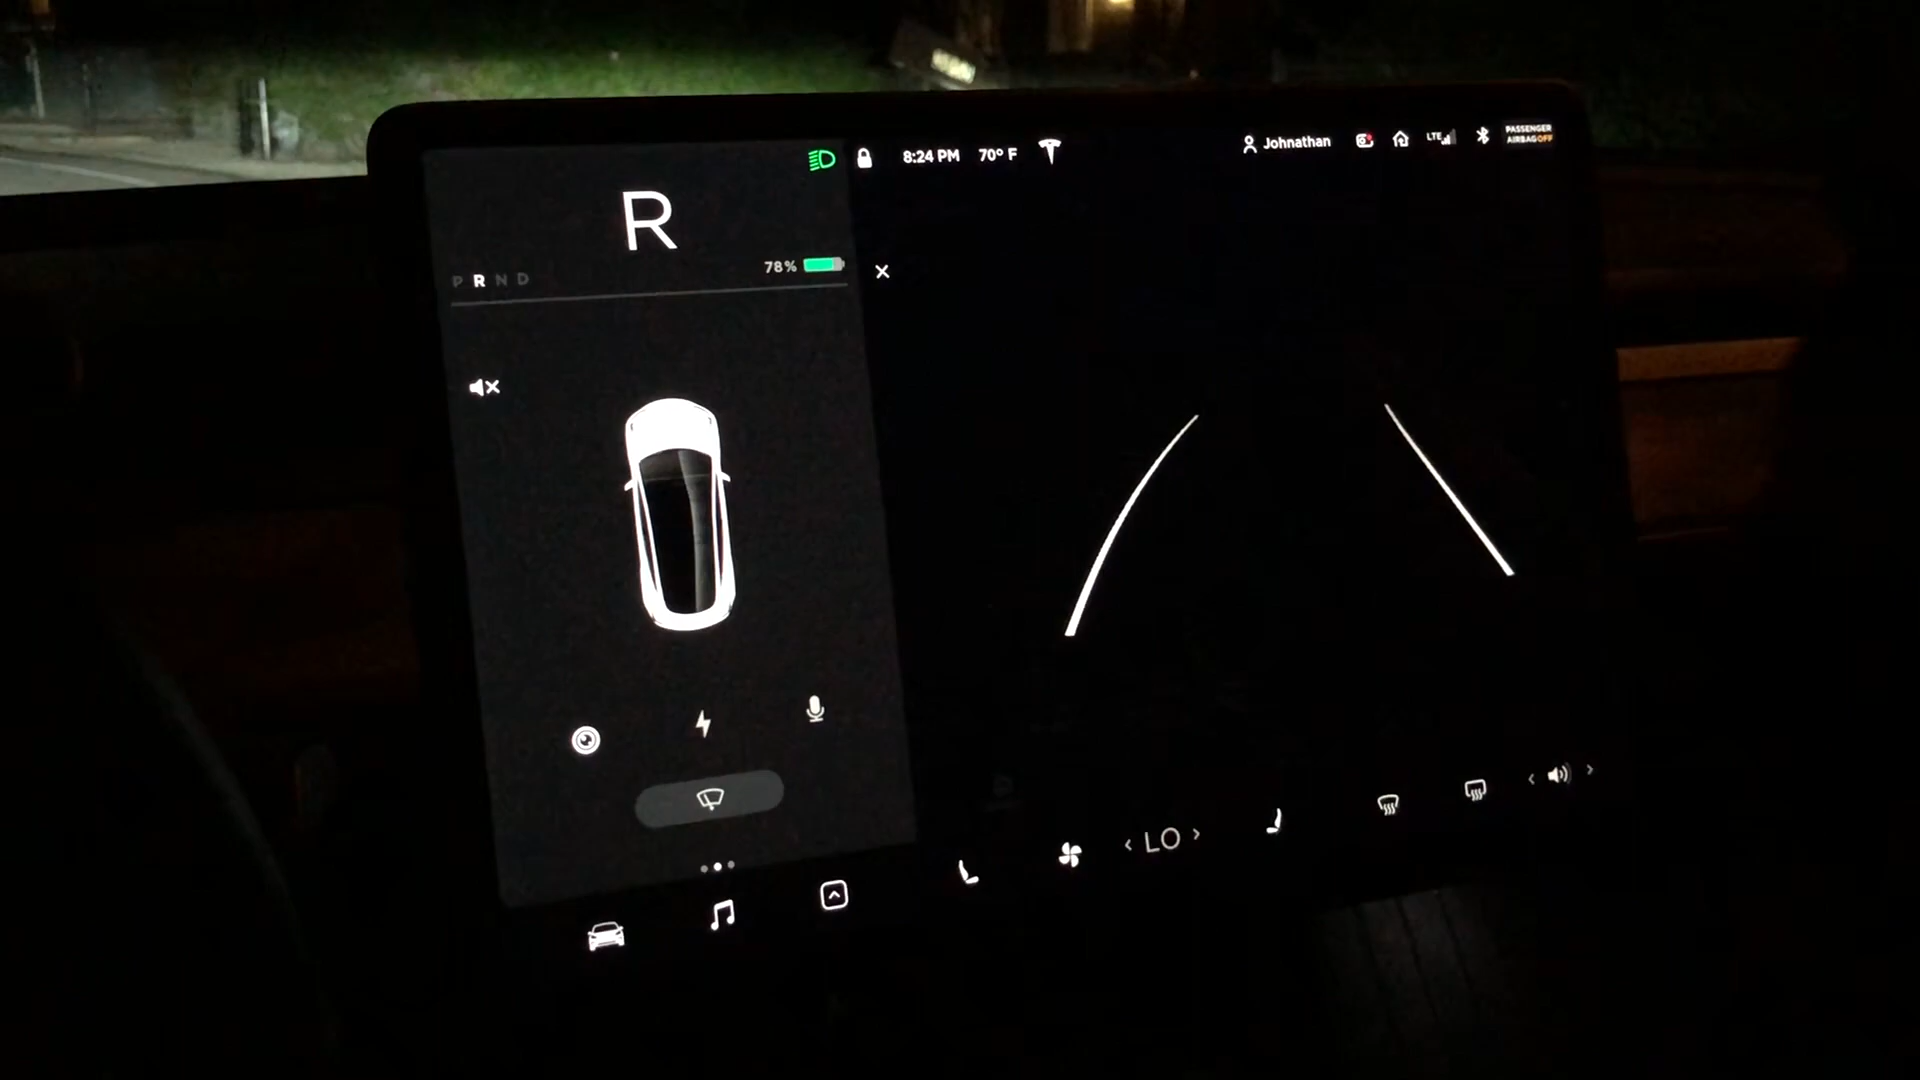 8:24 PM 70° F
Johnathan
LTE
PASSENGER
AIRBAG OFF
R
P R N D
78%
LO